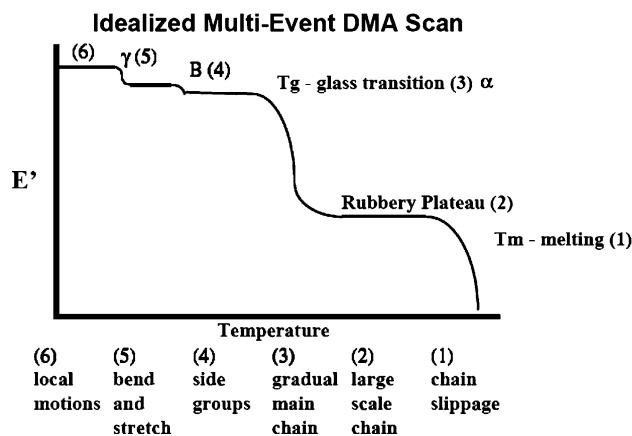 Idealized Multi-Event DMA Scan
(6) γ (5)
B (4)
Tg - glass transition (3) α
E’
Rubbery Plateau (2)
Tm - melting (1)
Temperature
(6) (5) (4) (3) (2) (1)
local bend side gradual large chain
motions and groups main scale slippage
stretch chain chain